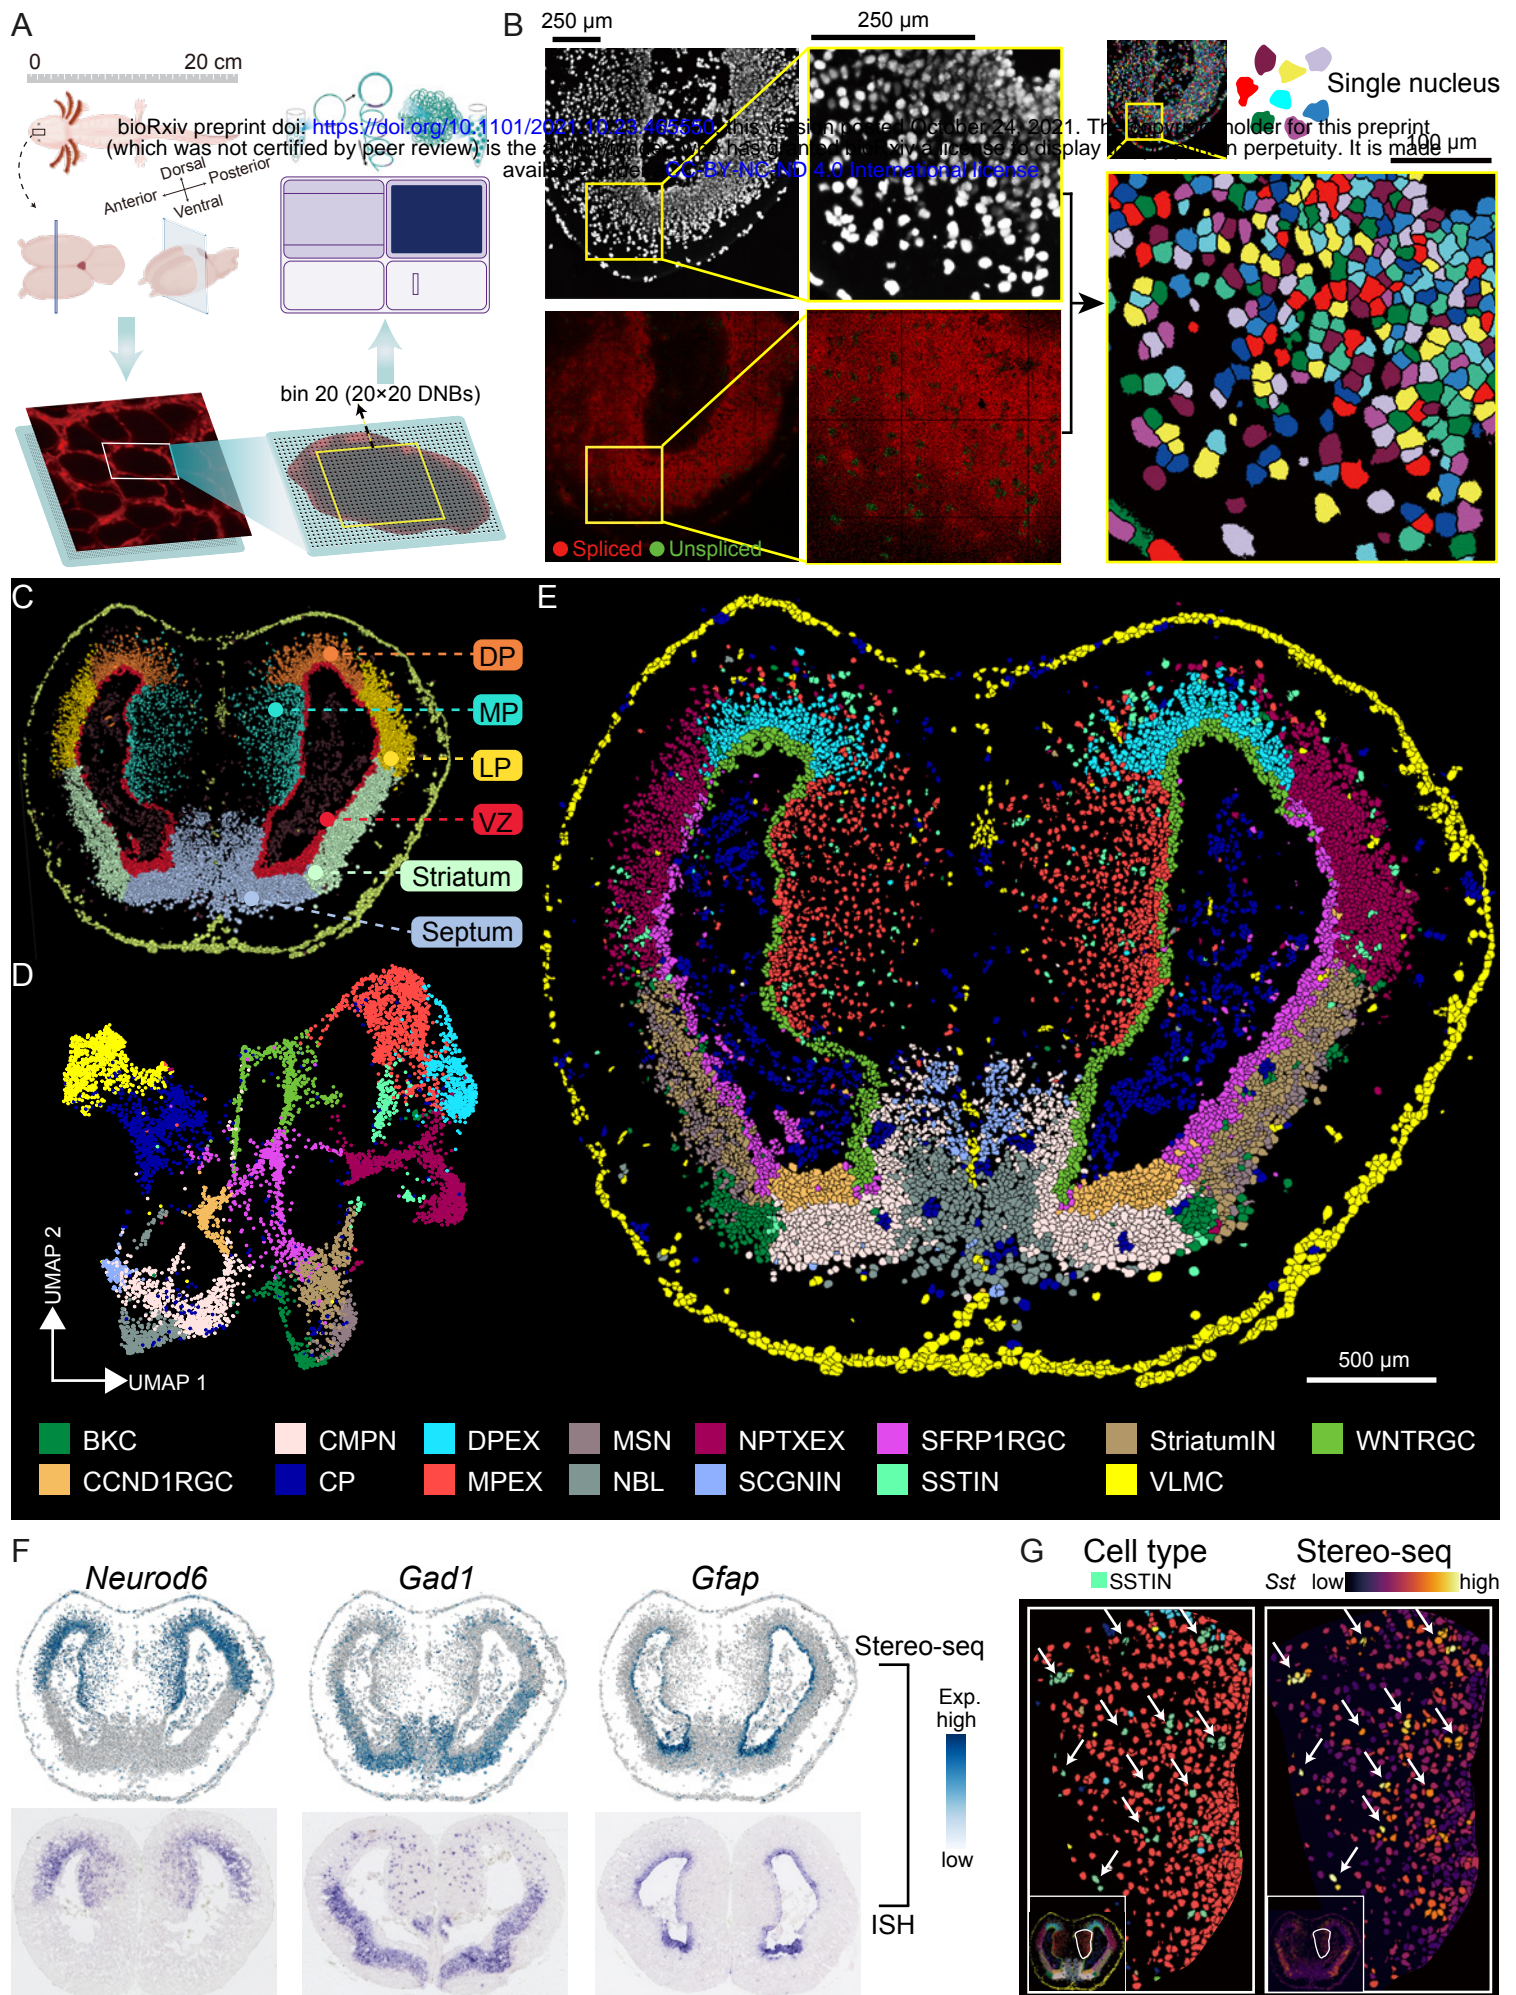 A
0 20 cm
Dorsal
Posterior
Anterior
Ventral
bin 20 (20×20 DNBs)
B
250 µm
250 µm
Single nucleus
100 µm
Spliced Unspliced
bioRxiv preprint doi: https://doi.org/10.1101/2021.10.23.465550; this version posted October 24, 2021. The copyright holder for this preprint
(which was not certified by peer review) is the author/funder, who has granted bioRxiv a license to display the preprint in perpetuity. It is made
available under a CC-BY-NC-ND 4.0 International license.
C
DP
MP
LP
VZ
Striatum
Septum
D
UMAP 2
UMAP 1
E
500 µm
BKC CMPN DPEX MSN NPTXEX SFRP1RGC StriatumIN WNTRGC
CCND1RGC CP MPEX NBL SCGNIN SSTIN VLMC
F
Neurod6 Gad1 Gfap
Stereo-seq
Exp.
high
low
ISH
G
Cell type Stereo-seq
SSTIN Sst low high